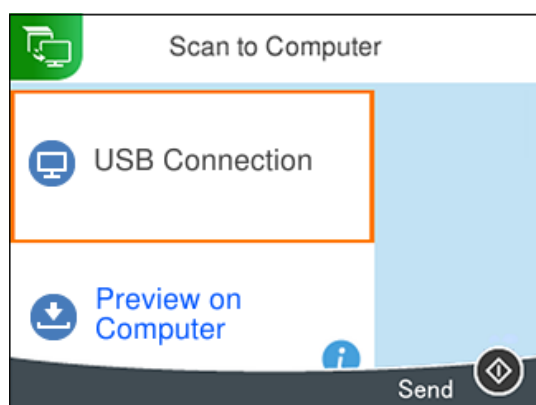 Scan to Computer
USB Connection
Preview on
Computer
i
Send